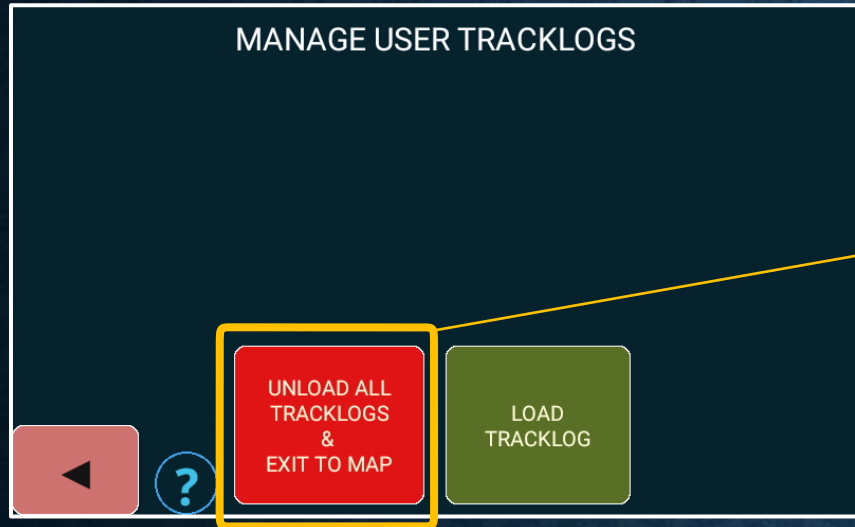 MANAGE USER TRACKLOGS
UNLOAD ALL
TRACKLOGS
&
EXIT TO MAP
LOAD
TRACKLOG
?